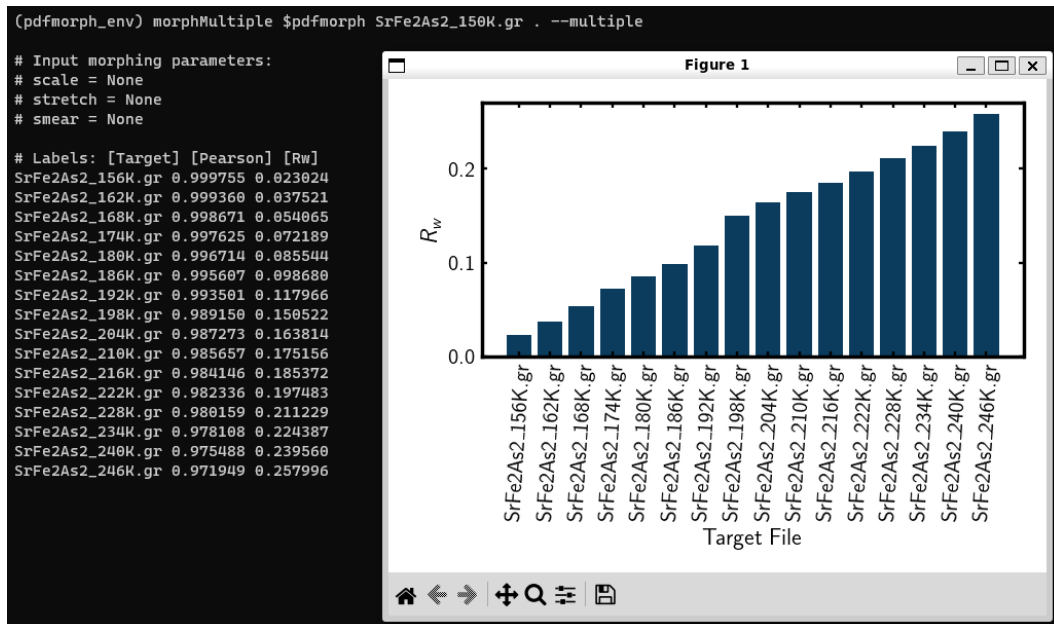 (pdfmorph_env) morphMultiple $pdfmorph SrFe2As2_150K.gr . --multiple
# Input morphing parameters:
# scale = None
# stretch = None
# smear = None
# Labels: [Target] [Pearson] [Rw]
SrFe2As2_156K.gr 0.999755 0.023024
SrFe2As2_162K.gr 0.999360 0.037521
SrFe2As2_168K.gr 0.998671 0.054065
SrFe2As2_174K.gr 0.997625 0.072189
SrFe2As2_180K.gr 0.996714 0.085544
SrFe2As2_186K.gr 0.995607 0.098680
SrFe2As2_192K.gr 0.993501 0.117966
SrFe2As2_198K.gr 0.989150 0.150522
SrFe2As2_204K.gr 0.987273 0.163814
SrFe2As2_210K.gr 0.985657 0.175156
SrFe2As2_216K.gr 0.984146 0.185372
SrFe2As2_222K.gr 0.982336 0.197483
SrFe2As2_228K.gr 0.980159 0.211229
SrFe2As2_234K.gr 0.978108 0.224387
SrFe2As2_240K.gr 0.975488 0.239560
SrFe2As2_246K.gr 0.971949 0.257996
Figure 1
0.2
0.1
0.0
Rw
SrFe2As2_156K.gr
SrFe2As2_162K.gr
SrFe2As2_168K.gr
SrFe2As2_174K.gr
SrFe2As2_180K.gr
SrFe2As2_186K.gr
SrFe2As2_192K.gr
SrFe2As2_198K.gr
SrFe2As2_204K.gr
SrFe2As2_210K.gr
SrFe2As2_216K.gr
SrFe2As2_222K.gr
SrFe2As2_228K.gr
SrFe2As2_234K.gr
SrFe2As2_240K.gr
SrFe2As2_246K.gr
Target File